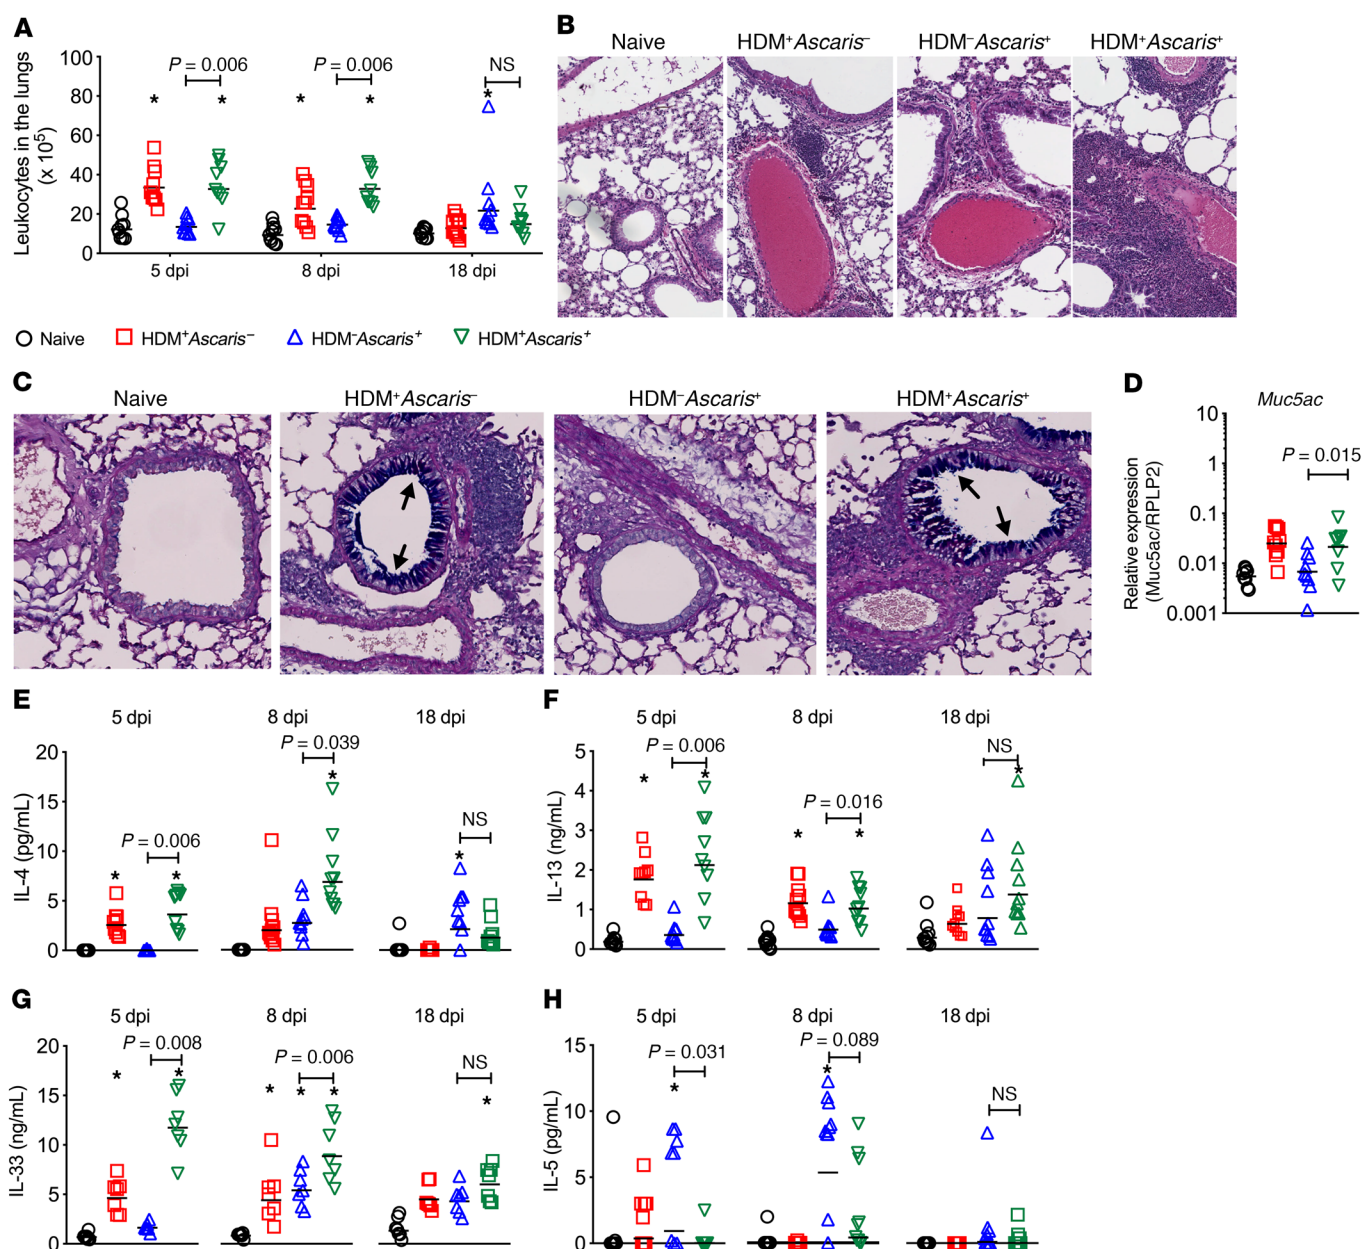 A
Leukocytes in the lungs
(x 10⁵)
100
80
60
40
20
0
P = 0.006
P = 0.006
NS
*
*
*
*
*
5 dpi
8 dpi
18 dpi
Naive
HDM⁺Ascaris⁻
HDM⁻Ascaris⁺
HDM⁺Ascaris⁺
B
Naive
HDM⁺Ascaris⁻
HDM⁻Ascaris⁺
HDM⁺Ascaris⁺
C
Naive
HDM⁺Ascaris⁻
HDM⁻Ascaris⁺
HDM⁺Ascaris⁺
D
Muc5ac
Relative expression
(Muc5ac/RPLP2)
10
1
0.1
0.01
0.001
P = 0.015
E
5 dpi
8 dpi
18 dpi
IL-4 (pg/mL)
20
15
10
5
0
P = 0.006
P = 0.039
NS
*
*
*
*
F
5 dpi
8 dpi
18 dpi
IL-13 (ng/mL)
5
4
3
2
1
0
P = 0.006
P = 0.016
NS
*
*
*
*
*
G
5 dpi
8 dpi
18 dpi
IL-33 (ng/mL)
20
15
10
5
0
P = 0.008
P = 0.006
NS
*
*
*
*
*
*
H
5 dpi
8 dpi
18 dpi
IL-5 (pg/mL)
15
10
5
0
P = 0.031
P = 0.089
NS
*
*